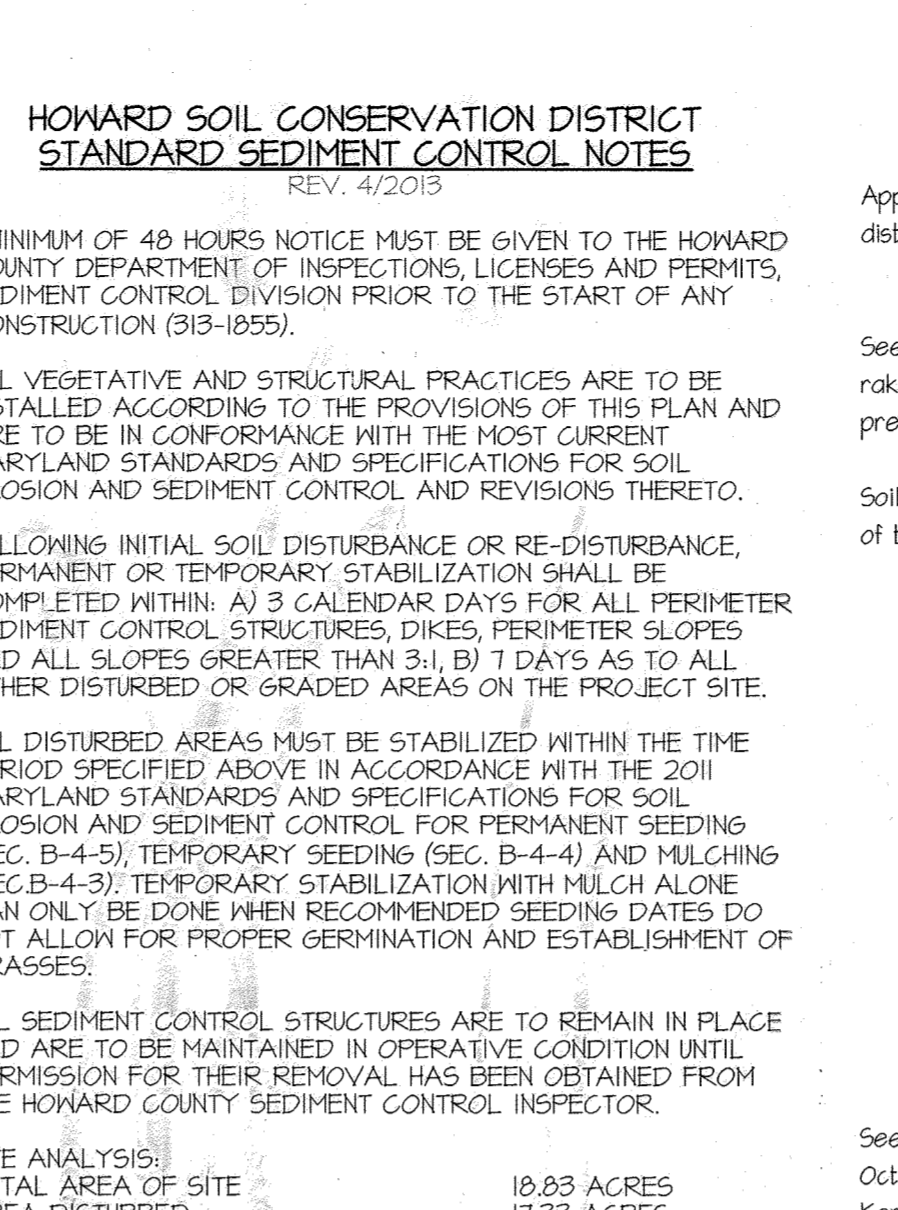 HOWARD SOIL CONSERVATION DISTRICT
STANDARD SEDIMENT CONTROL NOTES
REV. 4/2013
INIMUM OF 48 HOURS NOTICE MUST BE GIVEN TO THE HOWARD
OUNTY DEPARTMENT OF INSPECTIONS, LICENSES AND PERMITS,
DIMENT CONTROL DIVISION PRIOR TO THE START OF ANY
ONSTRUCTION (313-1855).
L VEGETATIVE AND STRUCTURAL PRACTICES ARE TO BE
STALLED ACCORDING TO THE PROVISIONS OF THIS PLAN AND
RE TO BE IN CONFORMANCE WITH THE MOST CURRENT
ARYLAND STANDARDS AND SPECIFICATIONS FOR SOIL
OSION AND SEDIMENT CONTROL AND REVISIONS THERETO.
LLOWING INITIAL SOIL DISTURBANCE OR RE-DISTURBANCE,
RMANENT OR TEMPORARY STABILIZATION SHALL BE
OMPLETED WITHIN: A) 3 CALENDAR DAYS FOR ALL PERIMETER
DIMENT CONTROL STRUCTURES, DIKES, PERIMETER SLOPES
D ALL SLOPES GREATER THAN 3:1, B) 7 DAYS AS TO ALL
HER DISTURBED OR GRADED AREAS ON THE PROJECT SITE.
L DISTURBED AREAS MUST BE STABILIZED WITHIN THE TIME
RIOD SPECIFIED ABOVE IN ACCORDANCE WITH THE 2011
ARYLAND STANDARDS AND SPECIFICATIONS FOR SOIL
OSION AND SEDIMENT CONTROL FOR PERMANENT SEEDING
EC. B-4-5), TEMPORARY SEEDING (SEC. B-4-4) AND MULCHING
EC.B-4-3). TEMPORARY STABILIZATION WITH MULCH ALONE
AN ONLY BE DONE WHEN RECOMMENDED SEEDING DATES DO
T ALLOW FOR PROPER GERMINATION AND ESTABLISHMENT OF
RASSES.
L SEDIMENT CONTROL STRUCTURES ARE TO REMAIN IN PLACE
D ARE TO BE MAINTAINED IN OPERATIVE CONDITION UNTIL
RMISSION FOR THEIR REMOVAL HAS BEEN OBTAINED FROM
E HOWARD COUNTY SEDIMENT CONTROL INSPECTOR.
E ANALYSIS:
TAL AREA OF SITE 18.83 ACRES
App
dist
See
rak
pre
Soil
of t
See
Oct